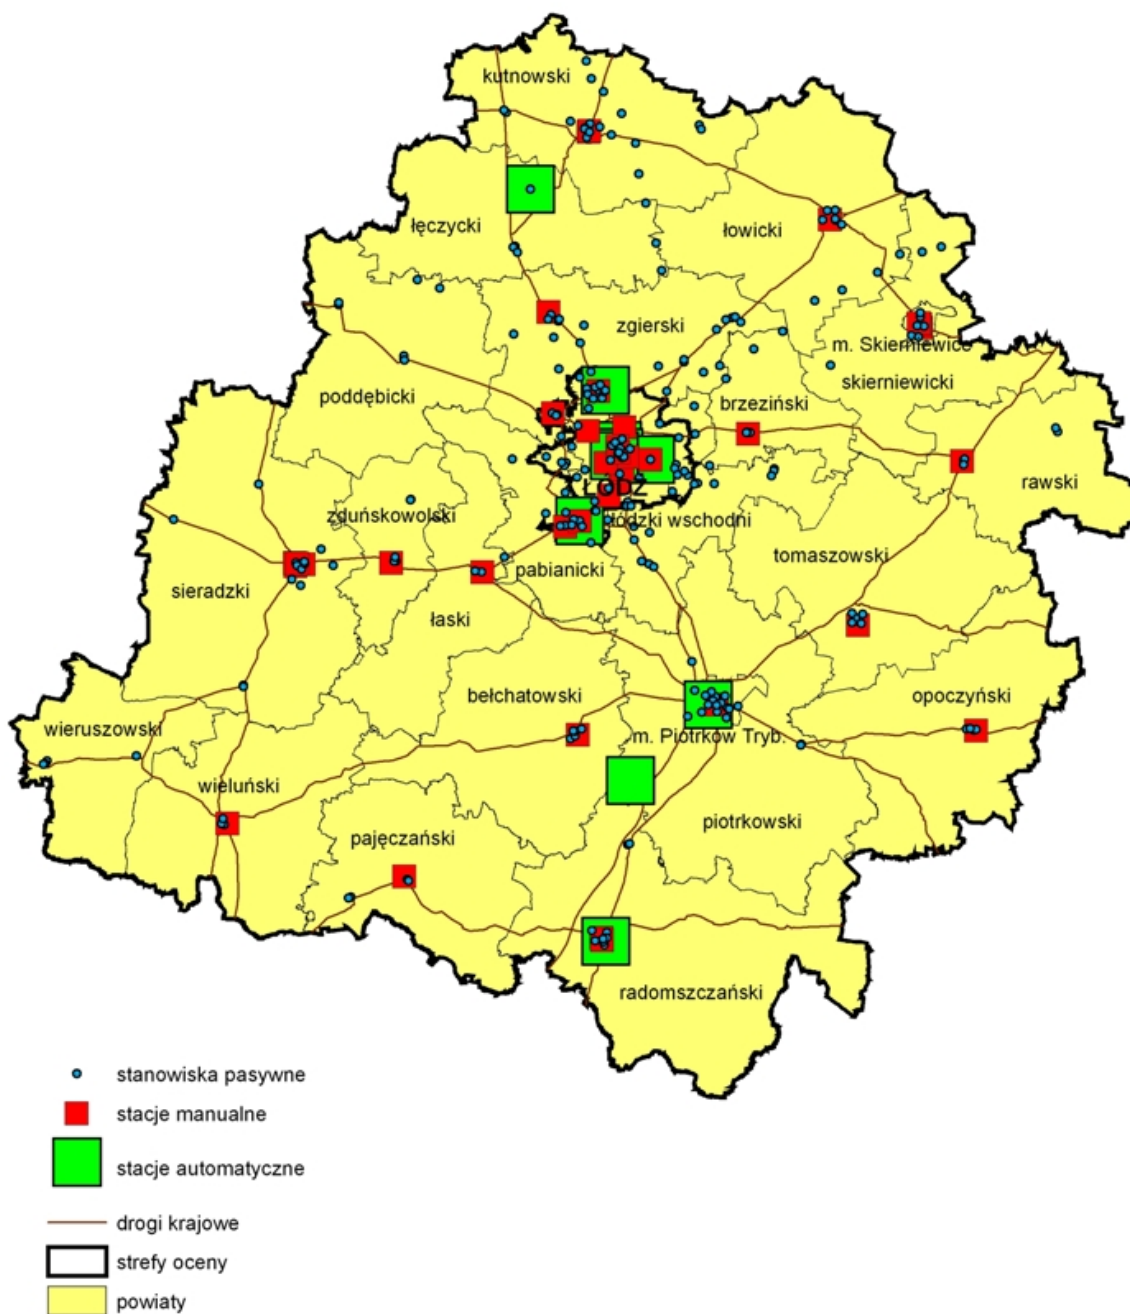 kutnowski
łęczycki
łowicki
zgierski
m. Skierniewice
skierniewicki
poddębicki
brzeziński
rawski
zduńskowolski
łódzki wschodni
tomaszowski
sieradzki
pabianicki
łaski
bełchatowski
opoczyński
wieruszowski
m. Piotrków Tryb.
wieluński
piotrkowski
pajęczański
radomszczański
stanowiska pasywne
stacje manualne
stacje automatyczne
drogi krajowe
strefy oceny
powiaty